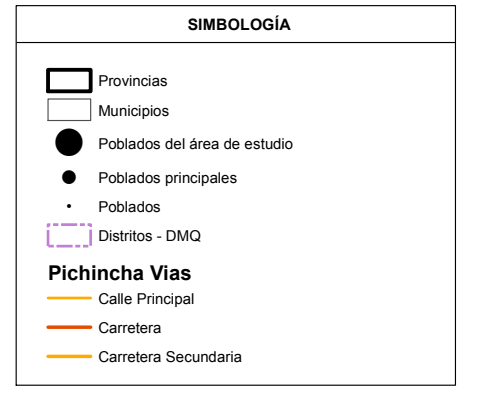 SIMBOLOGÍA
Provincias
Municipios
Poblados del área de estudio
Poblados principales
Poblados
Distritos - DMQ
Pichincha Vias
Calle Principal
Carretera
Carretera Secundaria